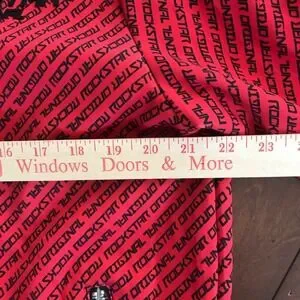 16 17 18 19 20 21 22 23
Windows Doors & More
ROCKSTAR ORIGINAL